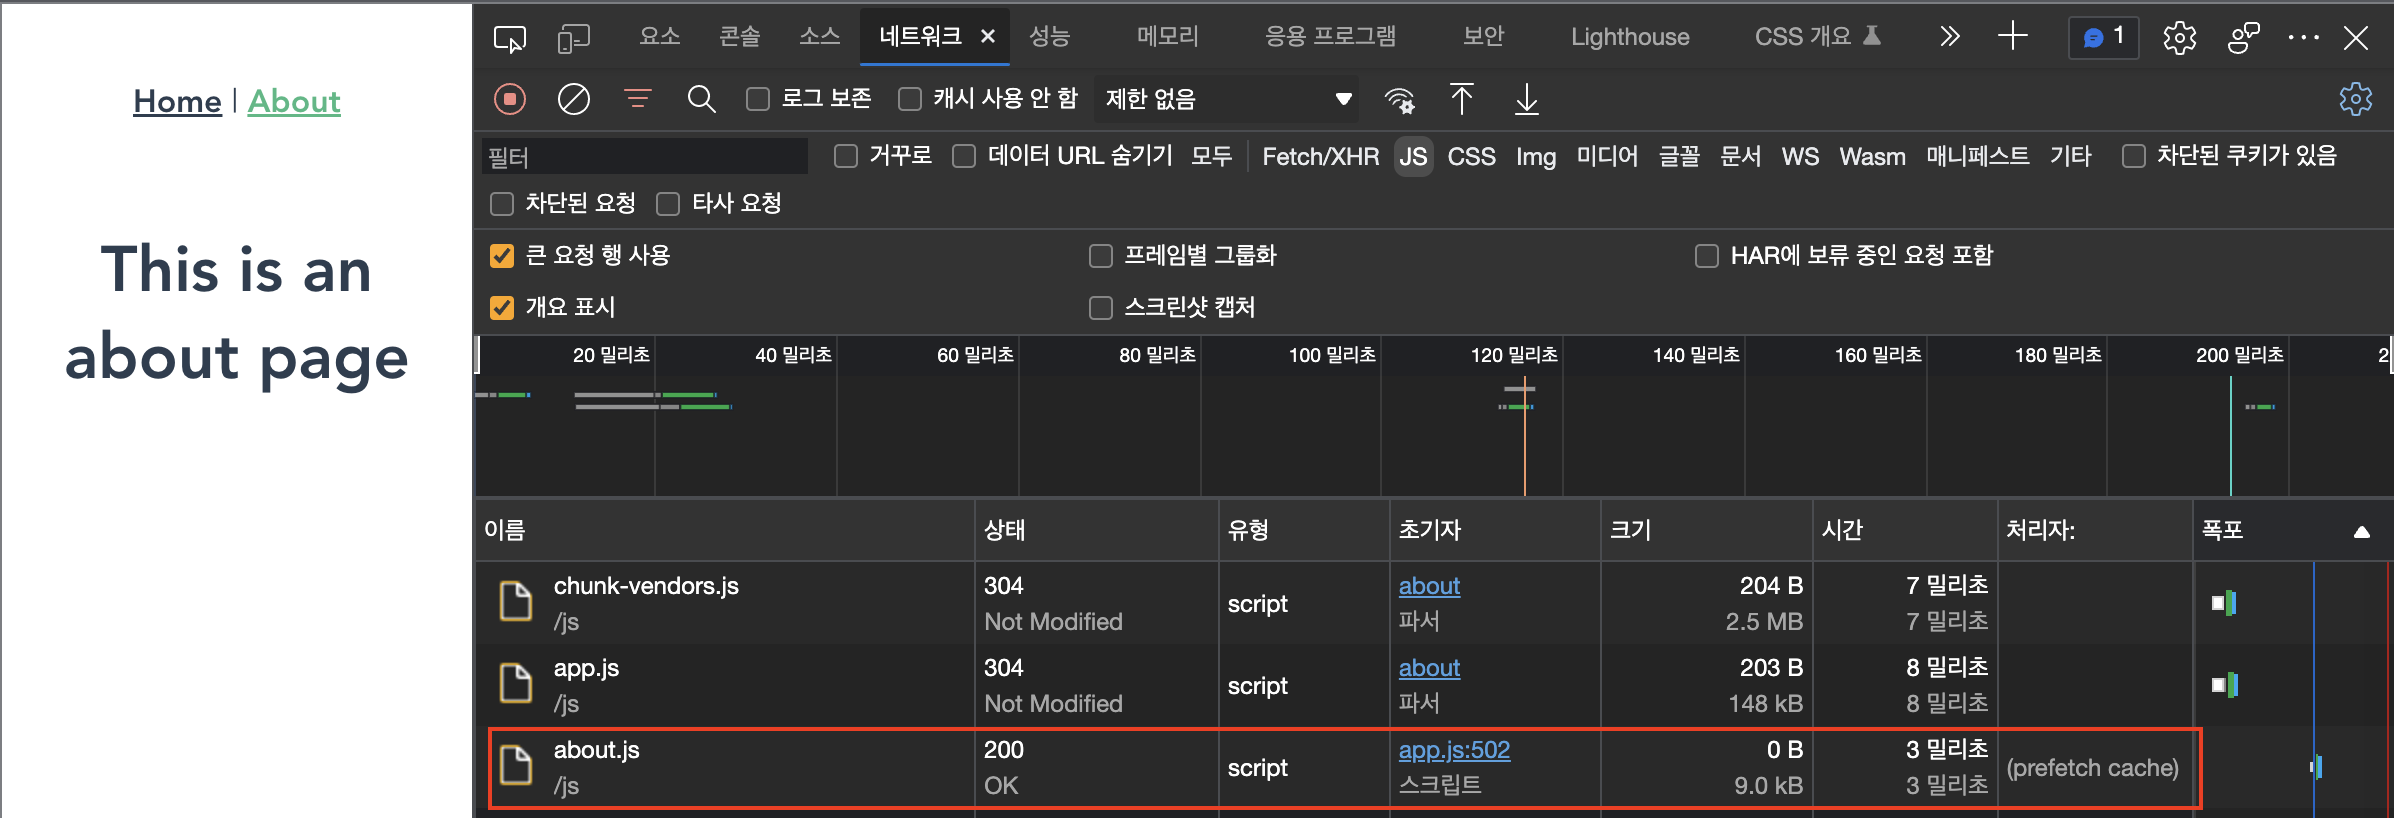 Home | About
This is an
about page
요소 콘솔 소스 네트워크 × 성능 메모리 응용 프로그램 보안 Lighthouse CSS 개요 1
로그 보존 캐시 사용 안 함 제한 없음
필터 거꾸로 데이터 URL 숨기기 모두 Fetch/XHR JS CSS Img 미디어 글꼴 문서 WS Wasm 매니페스트 기타 차단된 쿠키가 있음
차단된 요청 타사 요청
큰 요청 행 사용 프레임별 그룹화 HAR에 보류 중인 요청 포함
개요 표시 스크린샷 캡처
20 밀리초 40 밀리초 60 밀리초 80 밀리초 100 밀리초 120 밀리초 140 밀리초 160 밀리초 180 밀리초 200 밀리초 2
이름 상태 유형 초기자 크기 시간 처리자: 폭포
chunk-vendors.js 304 script about 204 B 7 밀리초
/js Not Modified 파서 2.5 MB 7 밀리초
app.js 304 script about 203 B 8 밀리초
/js Not Modified 파서 148 kB 8 밀리초
about.js 200 script app.js:502 0 B 3 밀리초 (prefetch cache)
/js OK 스크립트 9.0 kB 3 밀리초